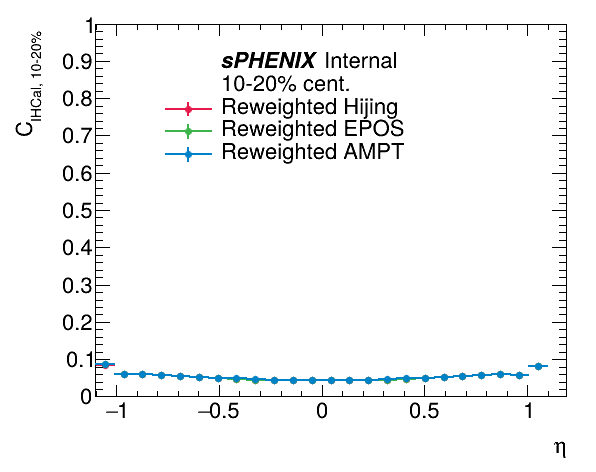 C_IHCal, 10-20%
1
0.9
0.8
0.7
0.6
0.5
0.4
0.3
0.2
0.1
0
sPHENIX Internal
10-20% cent.
Reweighted Hijing
Reweighted EPOS
Reweighted AMPT
−1 −0.5 0 0.5 1
η